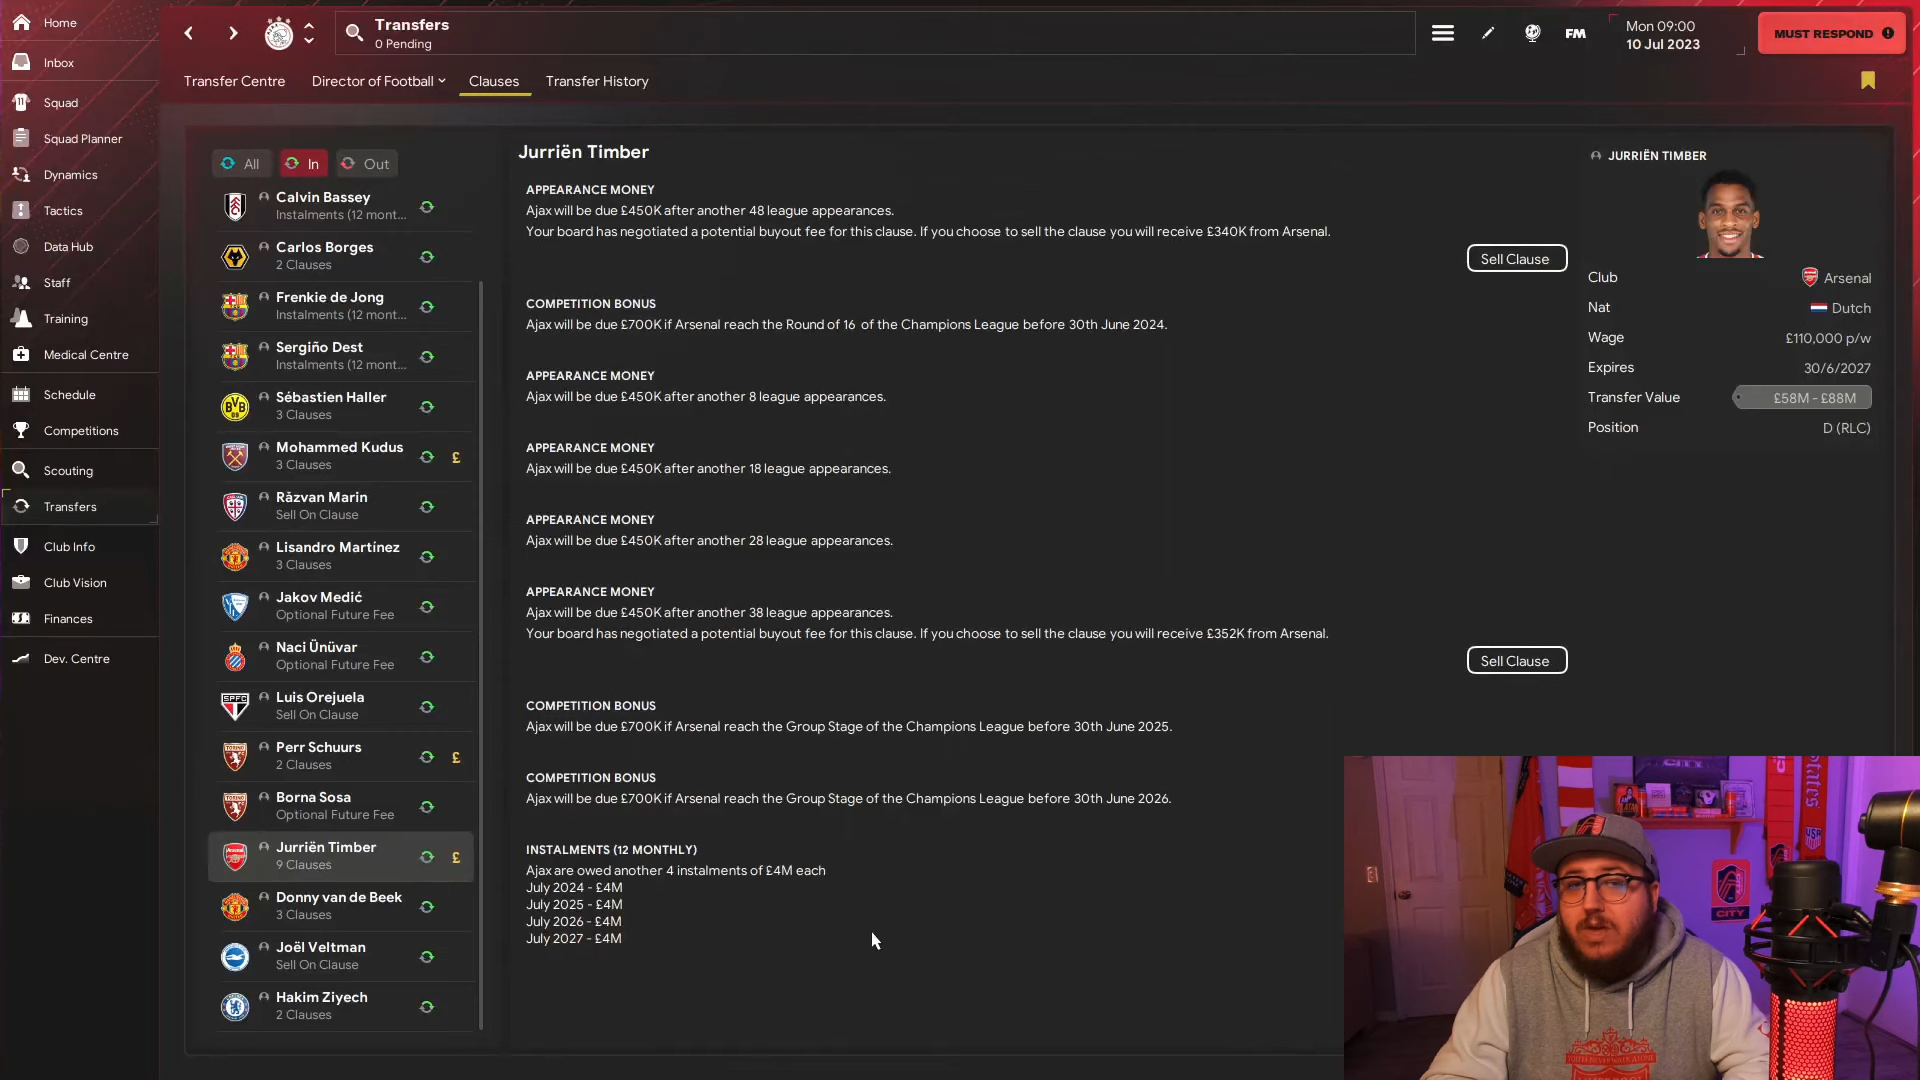 Home
Inbox
Squad
Squad Planner
Dynamics
Tactics
Data Hub
Staff
Training
Medical Centre
Schedule
Competitions
Scouting
Transfers
Club Info
Club Vision
Finances
Dev. Centre
Transfers
0 Pending
FM
Mon 09:00
10 Jul 2023
MUST RESPOND
Transfer Centre
Director of Football
Clauses
Transfer History
All
In
Out
Calvin Bassey
Instalments (12 mont...
Carlos Borges
2 Clauses
Frenkie de Jong
Instalments (12 mont...
Sergiño Dest
Instalments (12 mont...
Sébastien Haller
3 Clauses
Mohammed Kudus
3 Clauses
£
Răzvan Marin
Sell On Clause
Lisandro Martínez
3 Clauses
Jakov Medić
Optional Future Fee
Naci Ünüvar
Optional Future Fee
Luis Orejuela
Sell On Clause
SPFC
Perr Schuurs
2 Clauses
£
Borna Sosa
Optional Future Fee
Jurriën Timber
9 Clauses
£
Donny van de Beek
3 Clauses
Joël Veltman
Sell On Clause
Hakim Ziyech
2 Clauses
Jurriën Timber
APPEARANCE MONEY
Ajax will be due £450K after another 48 league appearances.
Your board has negotiated a potential buyout fee for this clause. If you choose to sell the clause you will receive £340K from Arsenal.
Sell Clause
COMPETITION BONUS
Ajax will be due £700K if Arsenal reach the Round of 16 of the Champions League before 30th June 2024.
APPEARANCE MONEY
Ajax will be due £450K after another 8 league appearances.
APPEARANCE MONEY
Ajax will be due £450K after another 18 league appearances.
APPEARANCE MONEY
Ajax will be due £450K after another 28 league appearances.
APPEARANCE MONEY
Ajax will be due £450K after another 38 league appearances.
Your board has negotiated a potential buyout fee for this clause. If you choose to sell the clause you will receive £352K from Arsenal.
Sell Clause
COMPETITION BONUS
Ajax will be due £700K if Arsenal reach the Group Stage of the Champions League before 30th June 2025.
COMPETITION BONUS
Ajax will be due £700K if Arsenal reach the Group Stage of the Champions League before 30th June 2026.
INSTALMENTS (12 MONTHLY)
Ajax are owed another 4 instalments of £4M each
July 2024 - £4M
July 2025 - £4M
July 2026 - £4M
July 2027 - £4M
JURRIËN TIMBER
Club Arsenal
Nat Dutch
Wage £110,000 p/w
Expires 30/6/2027
Transfer Value £58M - £88M
Position D (RLC)
CITY